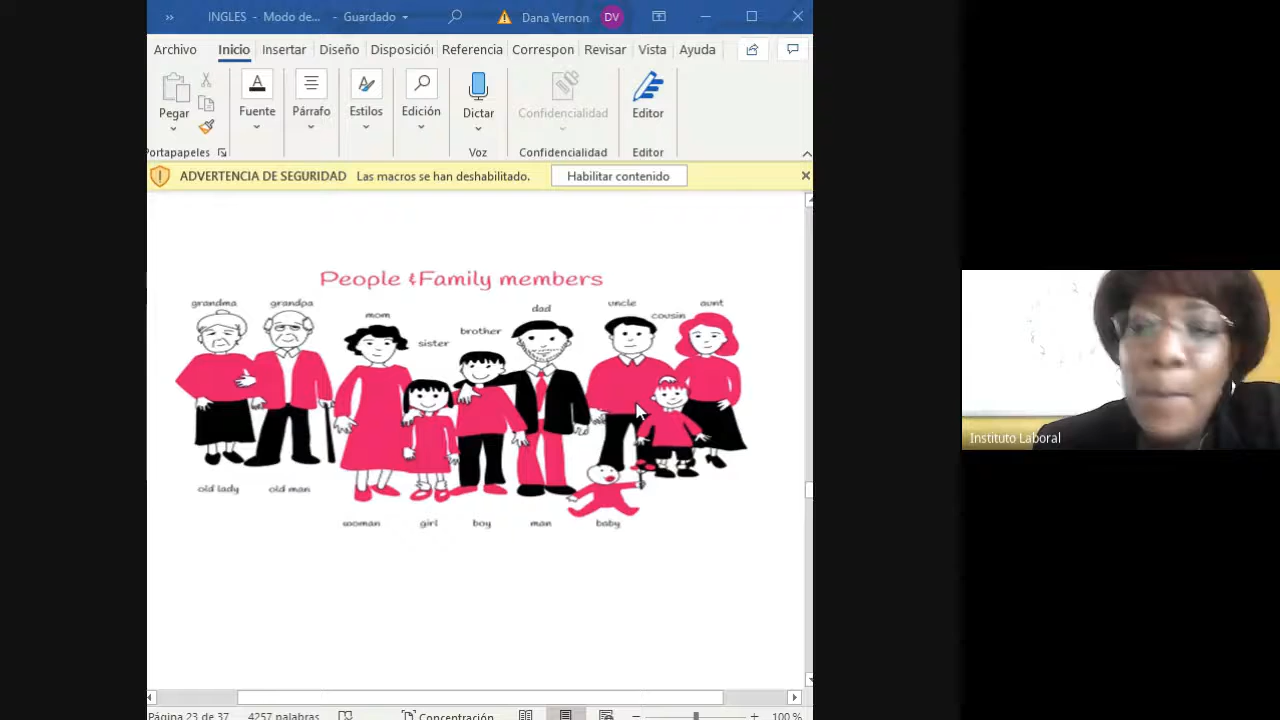 INGLES - Modo de... - Guardado
Dana Vernon DV
Archivo Inicio Insertar Diseño Disposición Referencia Correspon Revisar Vista Ayuda
Pegar Fuente Párrafo Estilos Edición Dictar Confidencialidad Editor
Portapapeles Voz Confidencialidad Editor
ADVERTENCIA DE SEGURIDAD Las macros se han deshabilitado. Habilitar contenido
People & Family members
grandma grandpa mom sister brother dad uncle cousin aunt
old lady old man woman girl boy man baby
Instituto Laboral
Página 23 de 37 4257 palabras Concentración 100 %